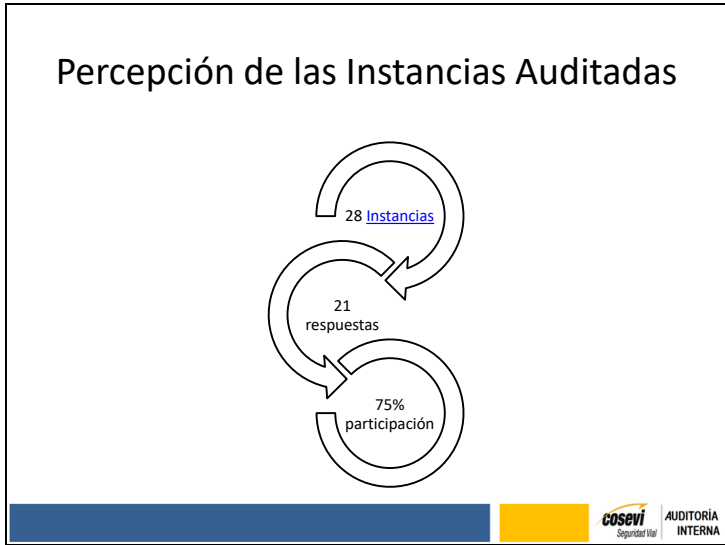 Percepción de las Instancias Auditadas
28 Instancias
21
respuestas
75%
participación
cosevi
Seguridad Vial
AUDITORÍA
INTERNA